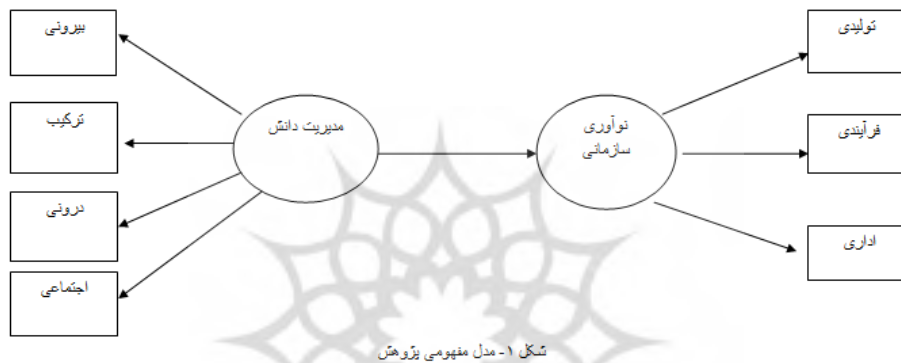 بیرونی
ترکیب
درونی
اجتماعی
مدیریت دانش
نوآوری
سازمانی
تولیدی
فرآیندی
اداری
شکل ۱- مدل مفهومی پژوهش